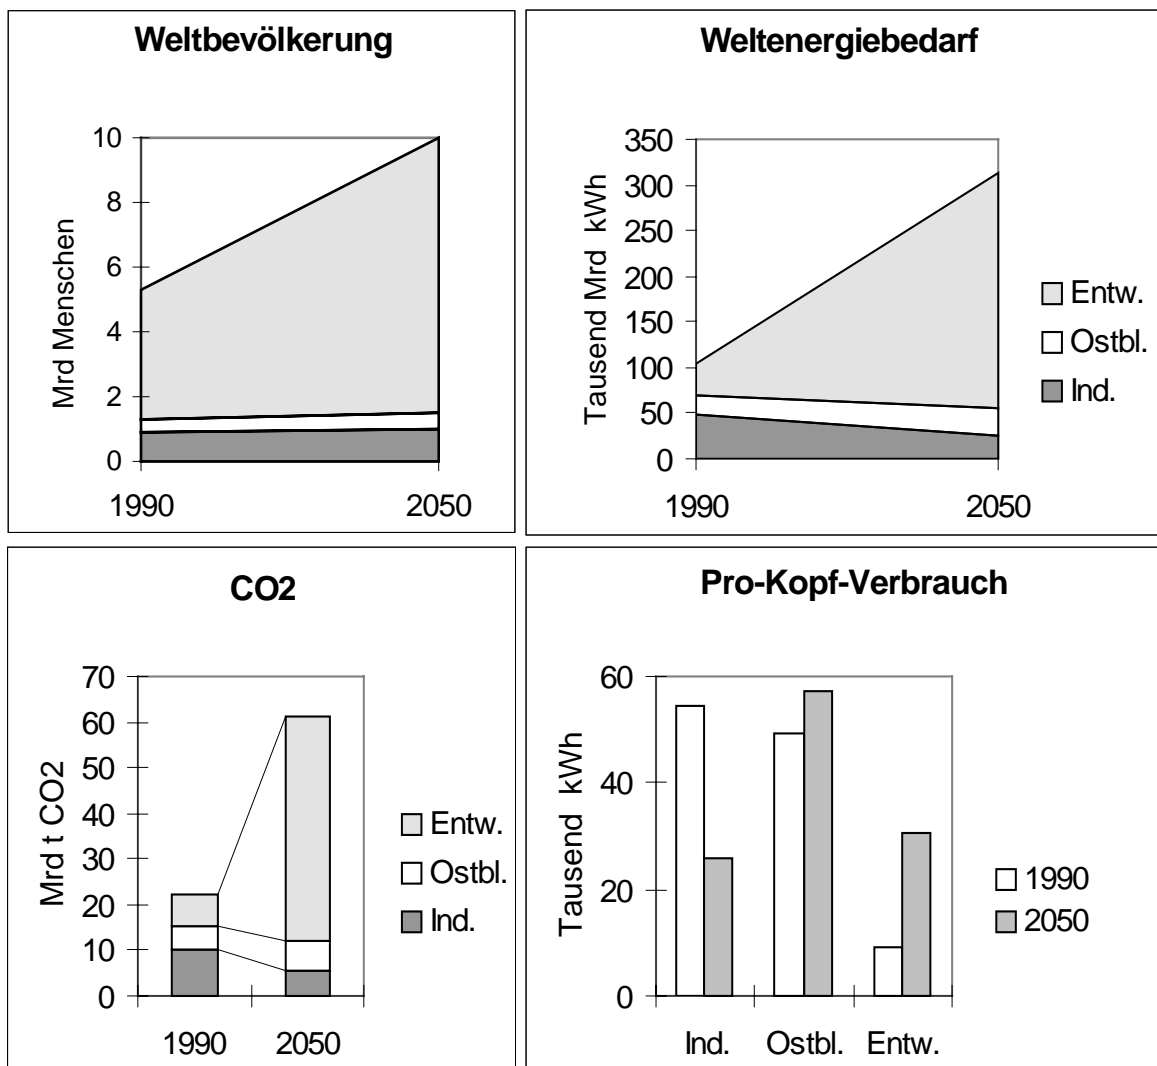 Weltbevölkerung
Mrd Menschen
10
8
6
4
2
0
1990 2050
Weltenergiebedarf
Tausend Mrd kWh
350
300
250
200
150
100
50
0
1990 2050
Entw.
Ostbl.
Ind.
CO2
Mrd t CO2
70
60
50
40
30
20
10
0
1990 2050
Entw.
Ostbl.
Ind.
Pro-Kopf-Verbrauch
Tausend kWh
60
40
20
0
Ind. Ostbl. Entw.
1990
2050